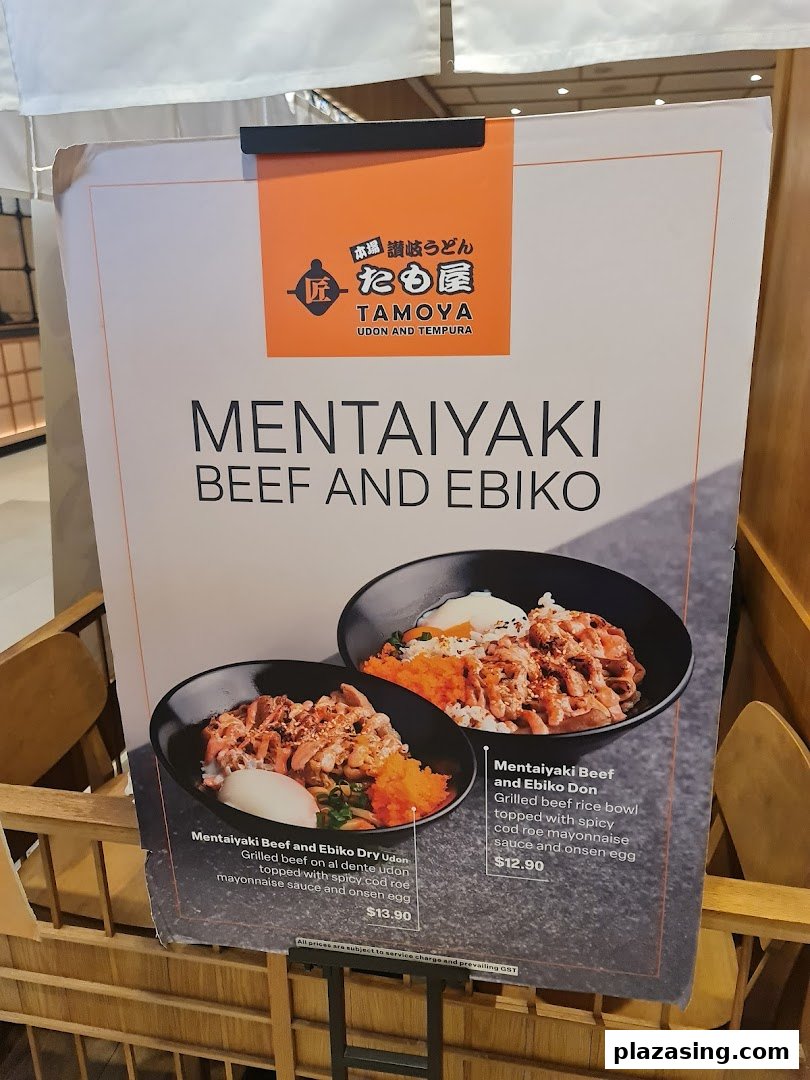 本場 讃岐うどん
匠 たも屋
TAMOYA
UDON AND TEMPURA
MENTAIYAKI
BEEF AND EBIKO
Mentaiyaki Beef
and Ebiko Don
Grilled beef rice bowl
topped with spicy
cod roe mayonnaise
sauce and onsen egg
$12.90
Mentaiyaki Beef and Ebiko Dry Udon
Grilled beef on al dente udon
topped with spicy cod roe
mayonnaise sauce and onsen egg
$13.90
All prices are subject to service charge and prevailing GST
plazasing.com